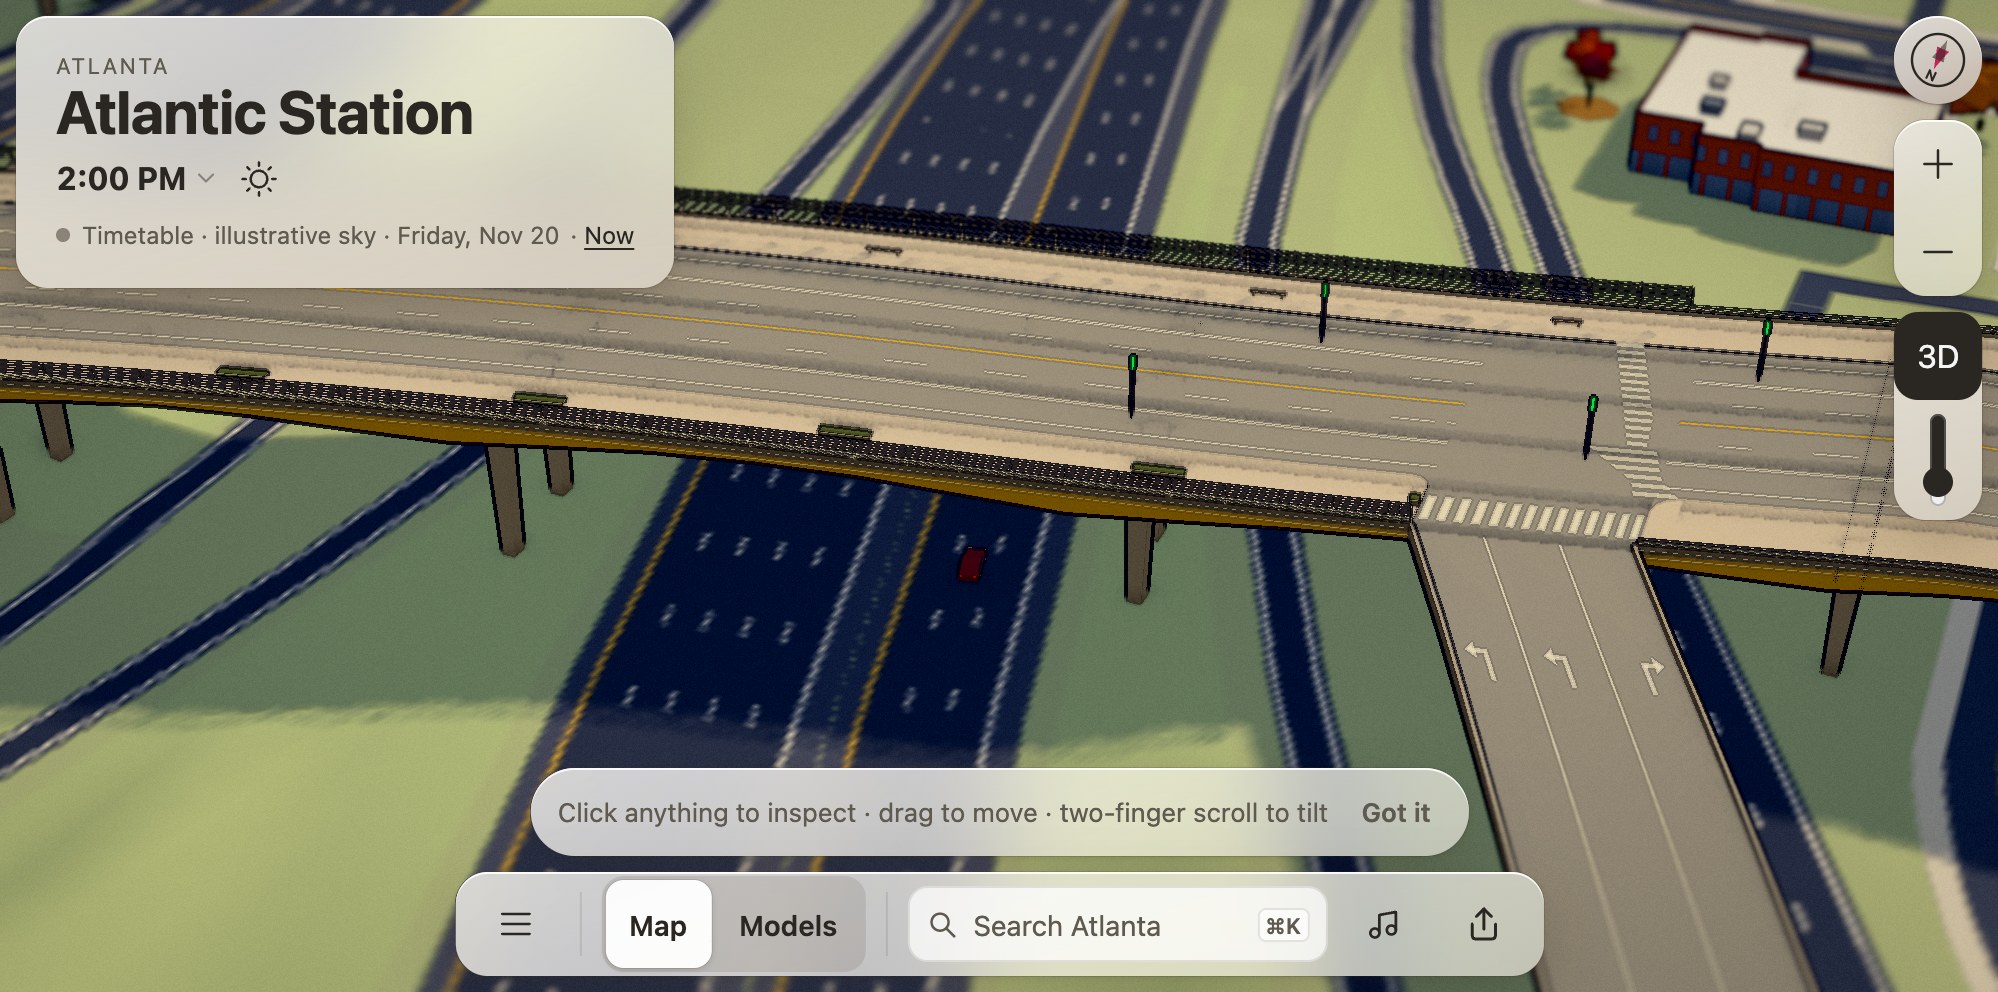 ATLANTA
Atlantic Station
2:00 PM
Timetable · illustrative sky · Friday, Nov 20 · Now
N
3D
Click anything to inspect · drag to move · two-finger scroll to tilt Got it
Map Models Search Atlanta ⌘K